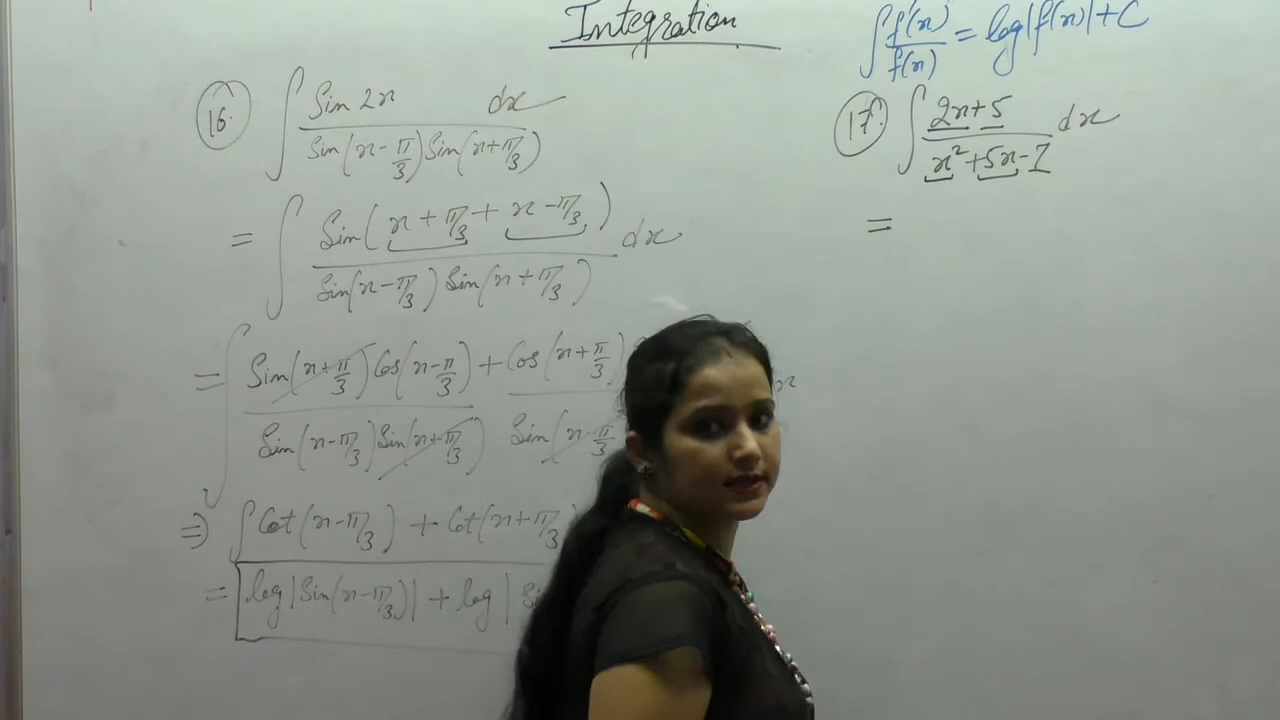 Integration
∫ f'(x)/f(x) = log|f(x)| + C
16. ∫ Sin 2x dx / Sin(x - π/3) Sin(x + π/3)
= ∫ Sin(x + π/3 + x - π/3) / Sin(x - π/3) Sin(x + π/3) dx
= ∫ Sin(x + π/3) Cos(x - π/3) / Sin(x - π/3) Sin(x + π/3) + Cos(x + π/3) / Sin(x - π/3
⇒ ∫ Cot(x - π/3) + Cot(x + π/3)
= log|Sin(x - π/3)| + log|
17. ∫ 2x + 5 / x² + 5x - 7 dx
=